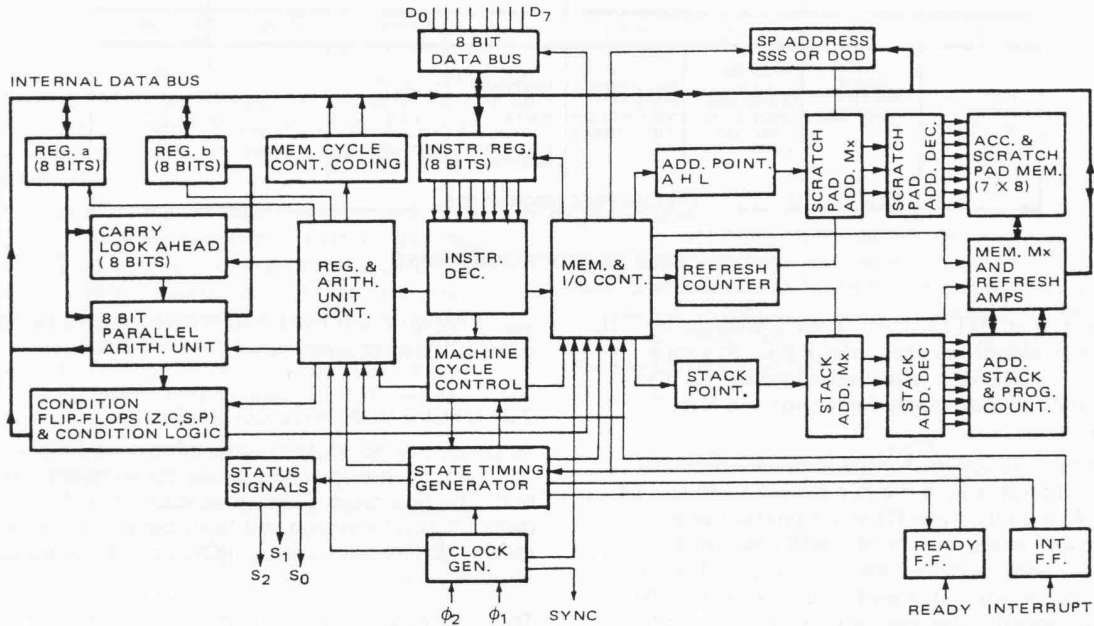 D0 D7
8 BIT
DATA BUS
SP ADDRESS
SSS OR DOD
INTERNAL DATA BUS
REG. a
(8 BITS)
REG. b
(8 BITS)
MEM. CYCLE
CONT. CODING
INSTR. REG.
(8 BITS)
ADD. POINT.
A H L
SCRATCH
PAD
ADD. Mx
SCRATCH
PAD
ADD. DEC.
ACC. &
SCRATCH
PAD MEM.
(7 X 8)
CARRY
LOOK AHEAD
(8 BITS)
REG. &
ARITH.
UNIT
CONT.
INSTR.
DEC.
MEM. &
I/O CONT.
REFRESH
COUNTER
MEM. Mx
AND
REFRESH
AMPS
8 BIT
PARALLEL
ARITH. UNIT
MACHINE
CYCLE
CONTROL
STACK
POINT.
STACK
ADD. Mx
STACK
ADD. DEC
ADD.
STACK
& PROG.
COUNT.
CONDITION
FLIP-FLOPS (Z,C,S.P)
& CONDITION LOGIC
STATUS
SIGNALS
STATE TIMING
GENERATOR
S2 S1 S0
CLOCK
GEN.
READY
F.F.
INT
F.F.
ϕ2 ϕ1 SYNC READY INTERRUPT